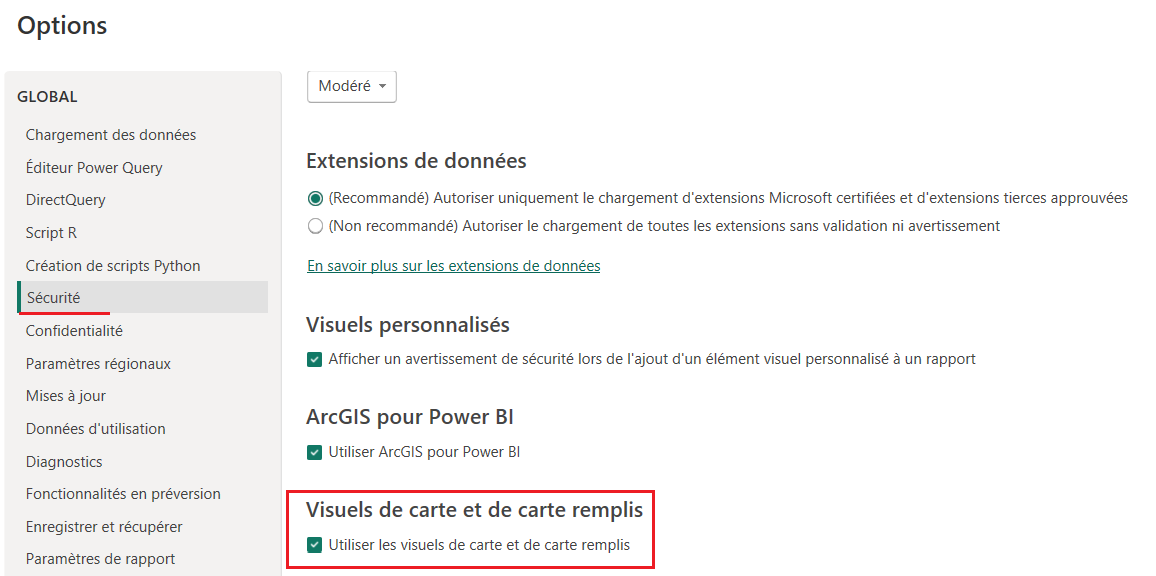 Options
GLOBAL
Chargement des données
Éditeur Power Query
DirectQuery
Script R
Création de scripts Python
Sécurité
Confidentialité
Paramètres régionaux
Mises à jour
Données d'utilisation
Diagnostics
Fonctionnalités en préversion
Enregistrer et récupérer
Paramètres de rapport
Modéré
Extensions de données
(Recommandé) Autoriser uniquement le chargement d'extensions Microsoft certifiées et d'extensions tierces approuvées
(Non recommandé) Autoriser le chargement de toutes les extensions sans validation ni avertissement
En savoir plus sur les extensions de données
Visuels personnalisés
Afficher un avertissement de sécurité lors de l'ajout d'un élément visuel personnalisé à un rapport
ArcGIS pour Power BI
Utiliser ArcGIS pour Power BI
Visuels de carte et de carte remplis
Utiliser les visuels de carte et de carte remplis